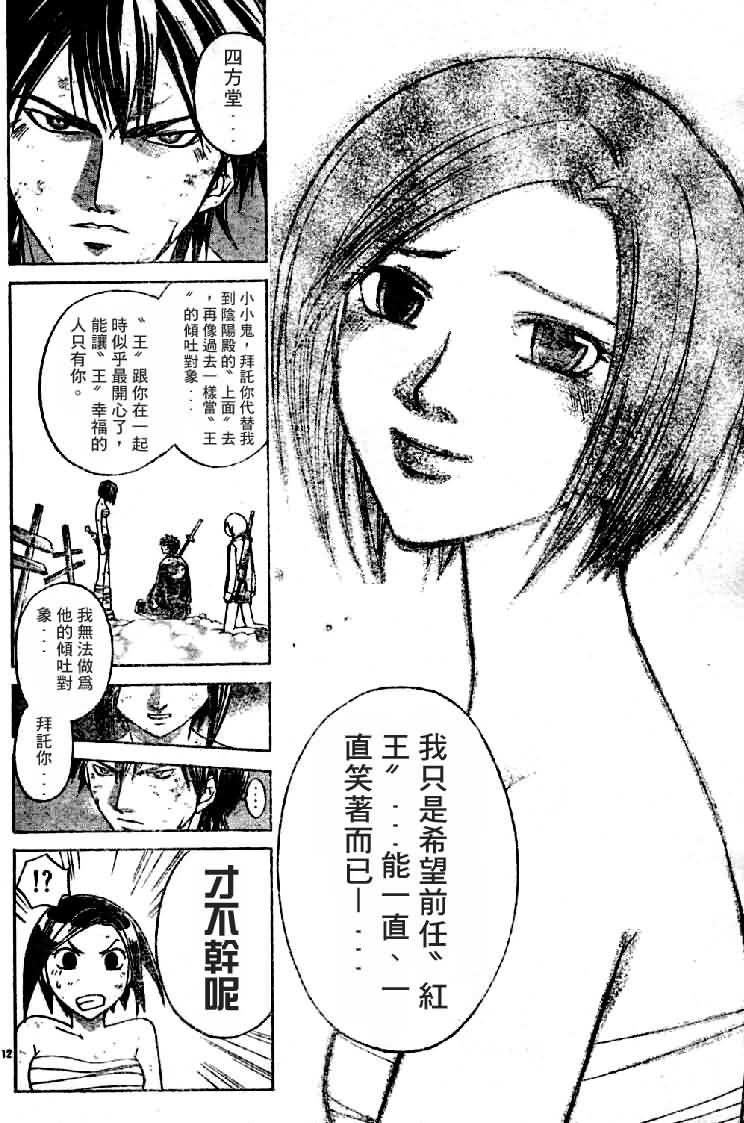 我只是希望前任〝紅
王〞...能一直、一
直笑著而已—....
四方堂...
小小鬼，拜託你代替我
到陰陽殿的〝上面〞去
，再像過去一樣當〝王
〞的傾吐對象...
〝王〞跟你在一起
時似乎最開心了，
能讓〝王〞幸福的
人只有你。
我無法做為
他的傾吐對
象...
拜託你...
...
才不幹呢
!?
12